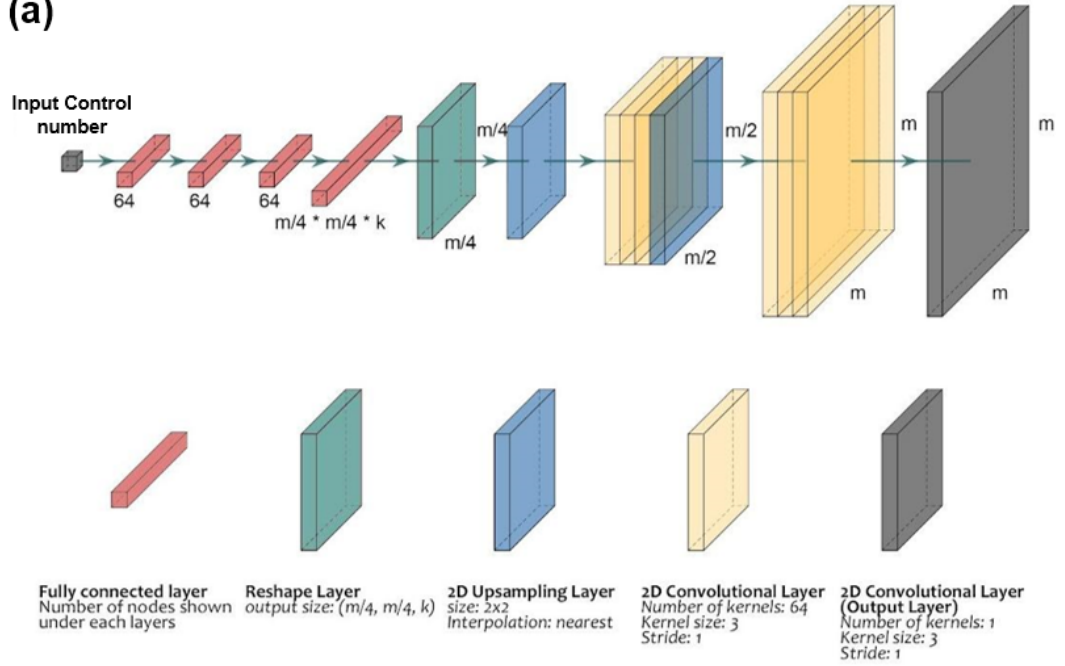 (a)
Input Control
number
64
64
64
m/4 * m/4 * k
m/4
m/4
m/2
m/2
m
m
m
m
Fully connected layer
Number of nodes shown
under each layers
Reshape Layer
output size: (m/4, m/4, k)
2D Upsampling Layer
size: 2x2
Interpolation: nearest
2D Convolutional Layer
Number of kernels: 64
Kernel size: 3
Stride: 1
2D Convolutional Layer
(Output Layer)
Number of kernels: 1
Kernel size: 3
Stride: 1